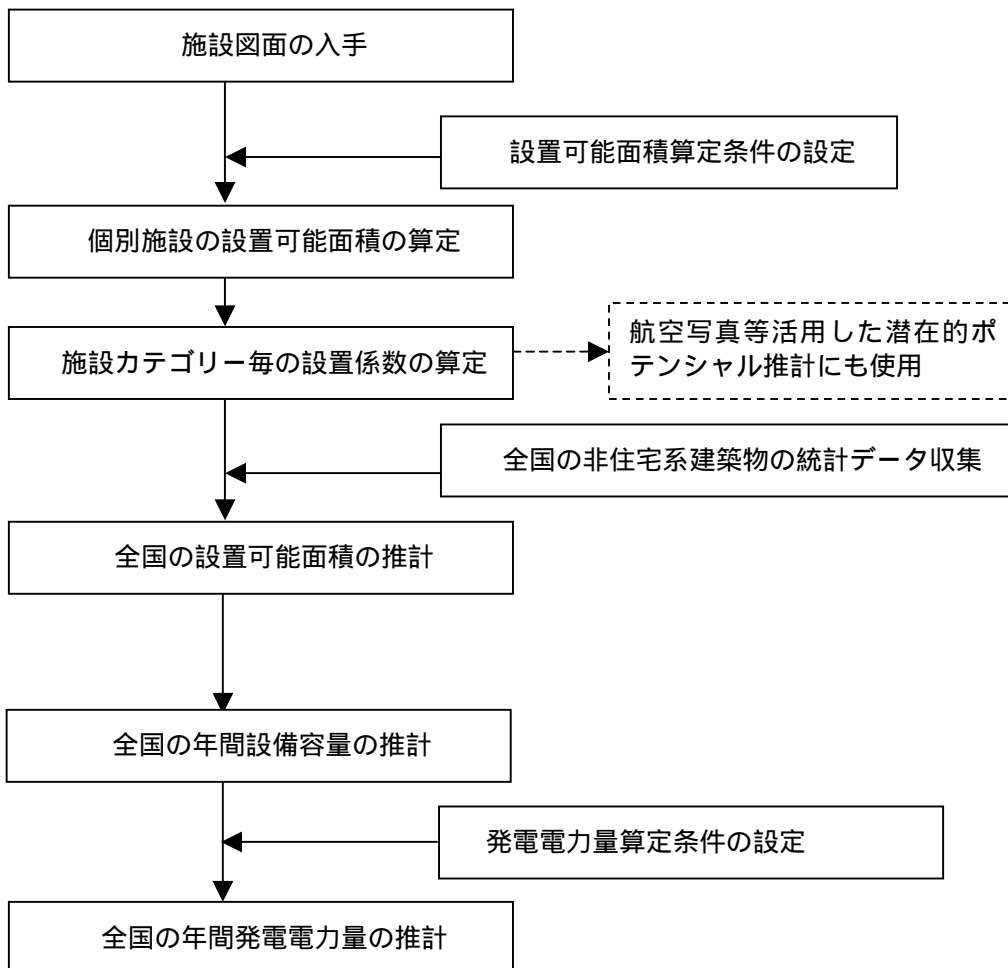 施設図面の入手
設置可能面積算定条件の設定
個別施設の設置可能面積の算定
施設カテゴリー毎の設置係数の算定
航空写真等活用した潜在的ポ
テンシャル推計にも使用
全国の非住宅系建築物の統計データ収集
全国の設置可能面積の推計
全国の年間設備容量の推計
発電電力量算定条件の設定
全国の年間発電電力量の推計